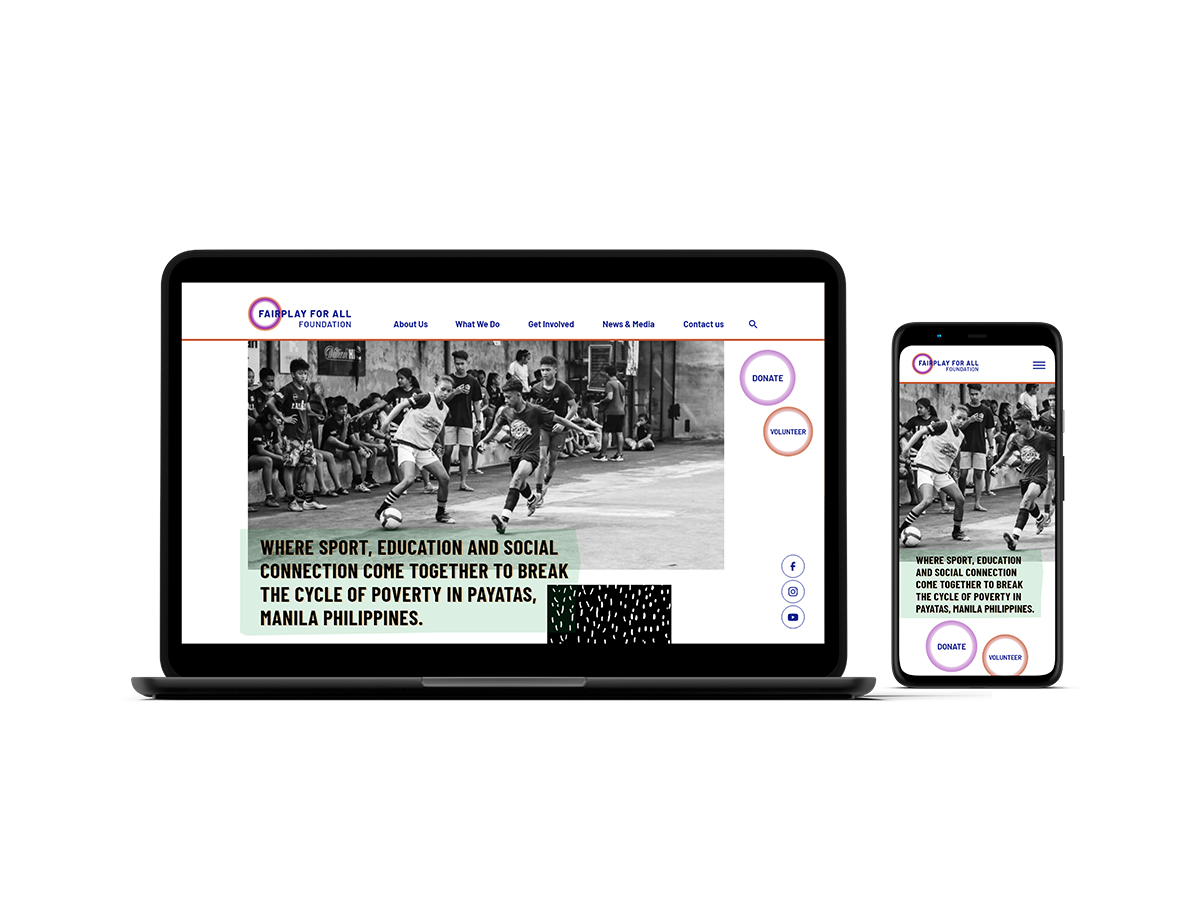 FAIRPLAY FOR ALL
FOUNDATION
About Us What We Do Get Involved News & Media Contact us
DONATE
VOLUNTEER
WHERE SPORT, EDUCATION AND SOCIAL
CONNECTION COME TOGETHER TO BREAK
THE CYCLE OF POVERTY IN PAYATAS,
MANILA PHILIPPINES.
FAIRPLAY FOR ALL
FOUNDATION
WHERE SPORT, EDUCATION
AND SOCIAL CONNECTION
COME TOGETHER TO BREAK
THE CYCLE OF POVERTY IN
PAYATAS, MANILA PHILIPPINES.
DONATE
VOLUNTEER